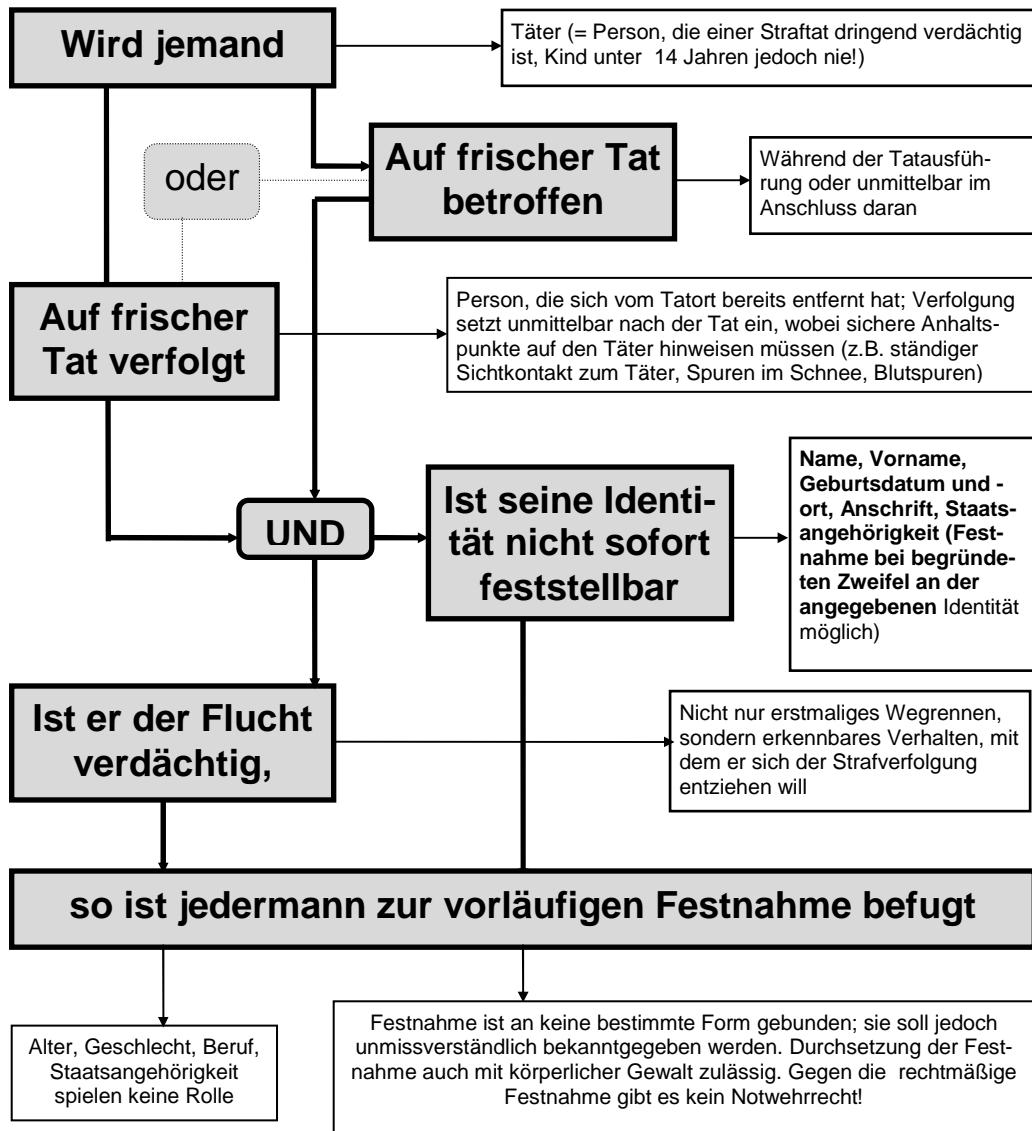 Wird jemand
Täter (= Person, die einer Straftat dringend verdächtig
ist, Kind unter 14 Jahren jedoch nie!)
oder
Auf frischer Tat
betroffen
Während der Tatausfüh-
rung oder unmittelbar im
Anschluss daran
Auf frischer
Tat verfolgt
Person, die sich vom Tatort bereits entfernt hat; Verfolgung
setzt unmittelbar nach der Tat ein, wobei sichere Anhalts-
punkte auf den Täter hinweisen müssen (z.B. ständiger
Sichtkontakt zum Täter, Spuren im Schnee, Blutspuren)
UND
Ist seine Identi-
tät nicht sofort
feststellbar
Name, Vorname,
Geburtsdatum und -
ort, Anschrift, Staats-
angehörigkeit (Fest-
nahme bei begründe-
ten Zweifel an der
angegebenen Identität
möglich)
Ist er der Flucht
verdächtig,
Nicht nur erstmaliges Wegrennen,
sondern erkennbares Verhalten, mit
dem er sich der Strafverfolgung
entziehen will
so ist jedermann zur vorläufigen Festnahme befugt
Alter, Geschlecht, Beruf,
Staatsangehörigkeit
spielen keine Rolle
Festnahme ist an keine bestimmte Form gebunden; sie soll jedoch
unmissverständlich bekanntgegeben werden. Durchsetzung der Fest-
nahme auch mit körperlicher Gewalt zulässig. Gegen die rechtmäßige
Festnahme gibt es kein Notwehrrecht!